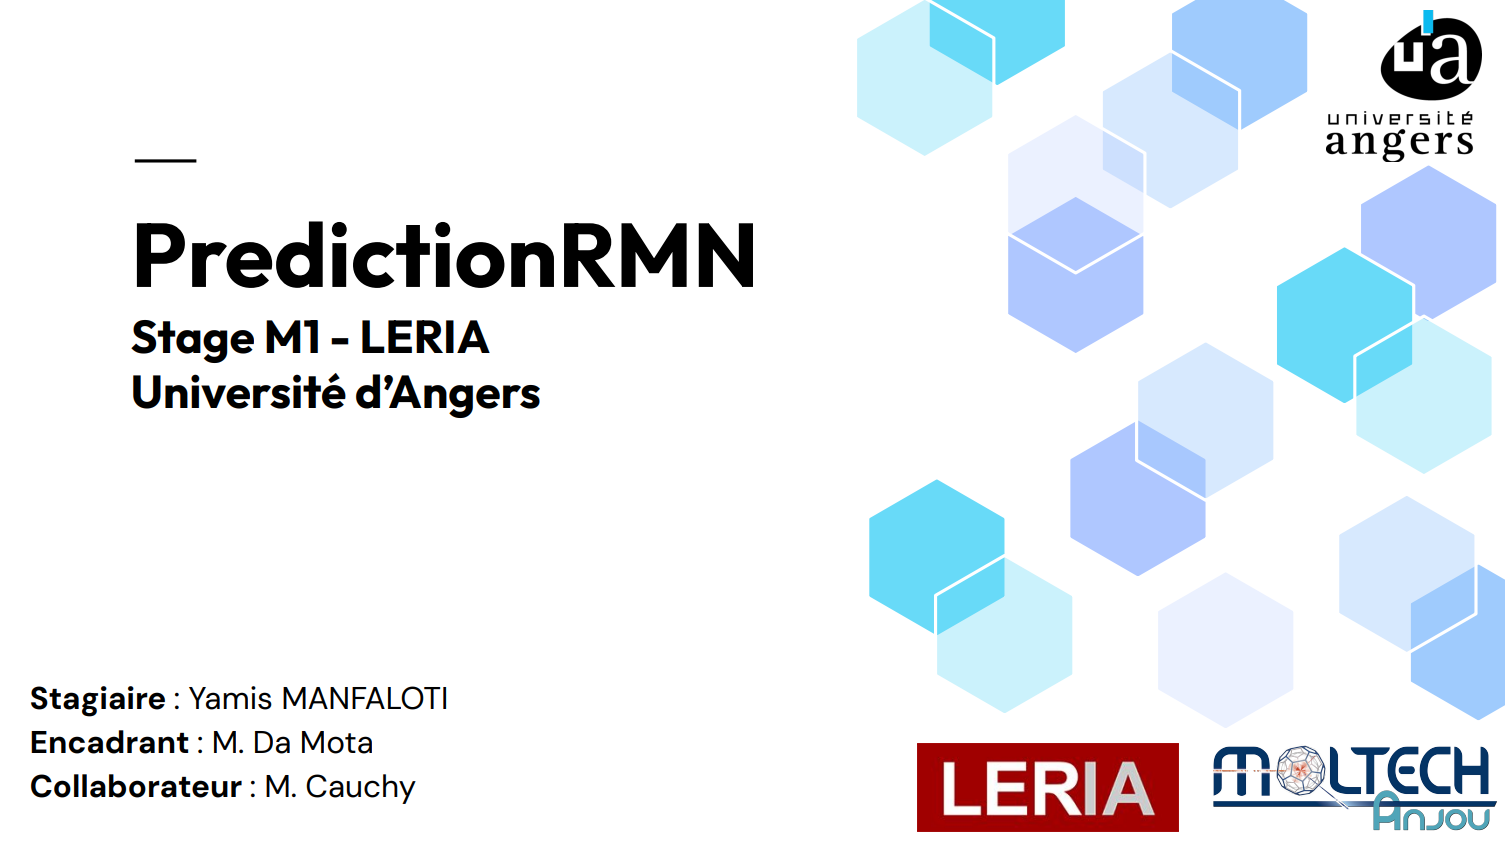 ua
université
angers
PredictionRMN
Stage M1 - LERIA
Université d’Angers
Stagiaire : Yamis MANFALOTI
Encadrant : M. Da Mota
Collaborateur : M. Cauchy
LERIA
MOLTECH
ANJOU